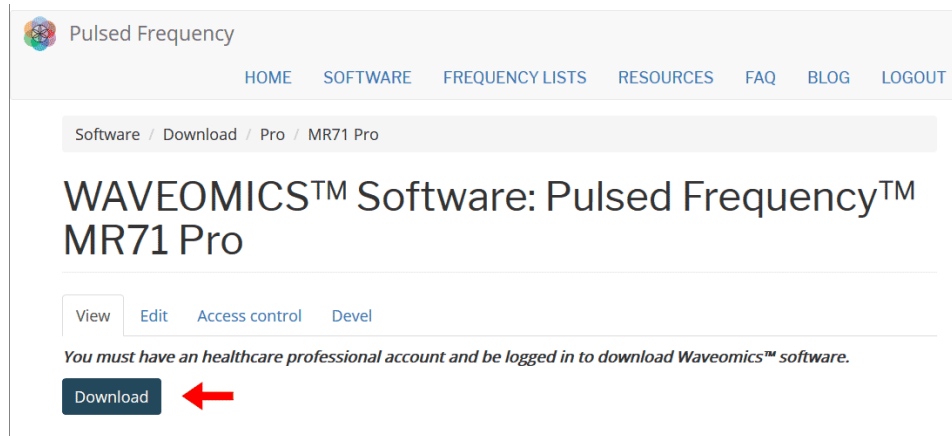 Pulsed Frequency
HOME SOFTWARE FREQUENCY LISTS RESOURCES FAQ BLOG LOGOUT
Software / Download / Pro / MR71 Pro
WAVEOMICS™ Software: Pulsed Frequency™
MR71 Pro
View Edit Access control Devel
You must have an healthcare professional account and be logged in to download Waveomics™ software.
Download